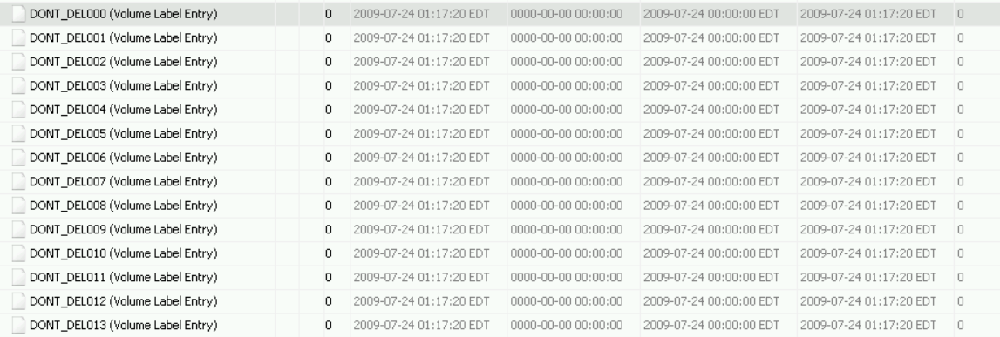 DONT_DEL000 (Volume Label Entry) 0 2009-07-24 01:17:20 EDT 0000-00-00 00:00:00 2009-07-24 00:00:00 EDT 2009-07-24 01:17:20 EDT 0
DONT_DEL001 (Volume Label Entry) 0 2009-07-24 01:17:20 EDT 0000-00-00 00:00:00 2009-07-24 00:00:00 EDT 2009-07-24 01:17:20 EDT 0
DONT_DEL002 (Volume Label Entry) 0 2009-07-24 01:17:20 EDT 0000-00-00 00:00:00 2009-07-24 00:00:00 EDT 2009-07-24 01:17:20 EDT 0
DONT_DEL003 (Volume Label Entry) 0 2009-07-24 01:17:20 EDT 0000-00-00 00:00:00 2009-07-24 00:00:00 EDT 2009-07-24 01:17:20 EDT 0
DONT_DEL004 (Volume Label Entry) 0 2009-07-24 01:17:20 EDT 0000-00-00 00:00:00 2009-07-24 00:00:00 EDT 2009-07-24 01:17:20 EDT 0
DONT_DEL005 (Volume Label Entry) 0 2009-07-24 01:17:20 EDT 0000-00-00 00:00:00 2009-07-24 00:00:00 EDT 2009-07-24 01:17:20 EDT 0
DONT_DEL006 (Volume Label Entry) 0 2009-07-24 01:17:20 EDT 0000-00-00 00:00:00 2009-07-24 00:00:00 EDT 2009-07-24 01:17:20 EDT 0
DONT_DEL007 (Volume Label Entry) 0 2009-07-24 01:17:20 EDT 0000-00-00 00:00:00 2009-07-24 00:00:00 EDT 2009-07-24 01:17:20 EDT 0
DONT_DEL008 (Volume Label Entry) 0 2009-07-24 01:17:20 EDT 0000-00-00 00:00:00 2009-07-24 00:00:00 EDT 2009-07-24 01:17:20 EDT 0
DONT_DEL009 (Volume Label Entry) 0 2009-07-24 01:17:20 EDT 0000-00-00 00:00:00 2009-07-24 00:00:00 EDT 2009-07-24 01:17:20 EDT 0
DONT_DEL010 (Volume Label Entry) 0 2009-07-24 01:17:20 EDT 0000-00-00 00:00:00 2009-07-24 00:00:00 EDT 2009-07-24 01:17:20 EDT 0
DONT_DEL011 (Volume Label Entry) 0 2009-07-24 01:17:20 EDT 0000-00-00 00:00:00 2009-07-24 00:00:00 EDT 2009-07-24 01:17:20 EDT 0
DONT_DEL012 (Volume Label Entry) 0 2009-07-24 01:17:20 EDT 0000-00-00 00:00:00 2009-07-24 00:00:00 EDT 2009-07-24 01:17:20 EDT 0
DONT_DEL013 (Volume Label Entry) 0 2009-07-24 01:17:20 EDT 0000-00-00 00:00:00 2009-07-24 00:00:00 EDT 2009-07-24 01:17:20 EDT 0